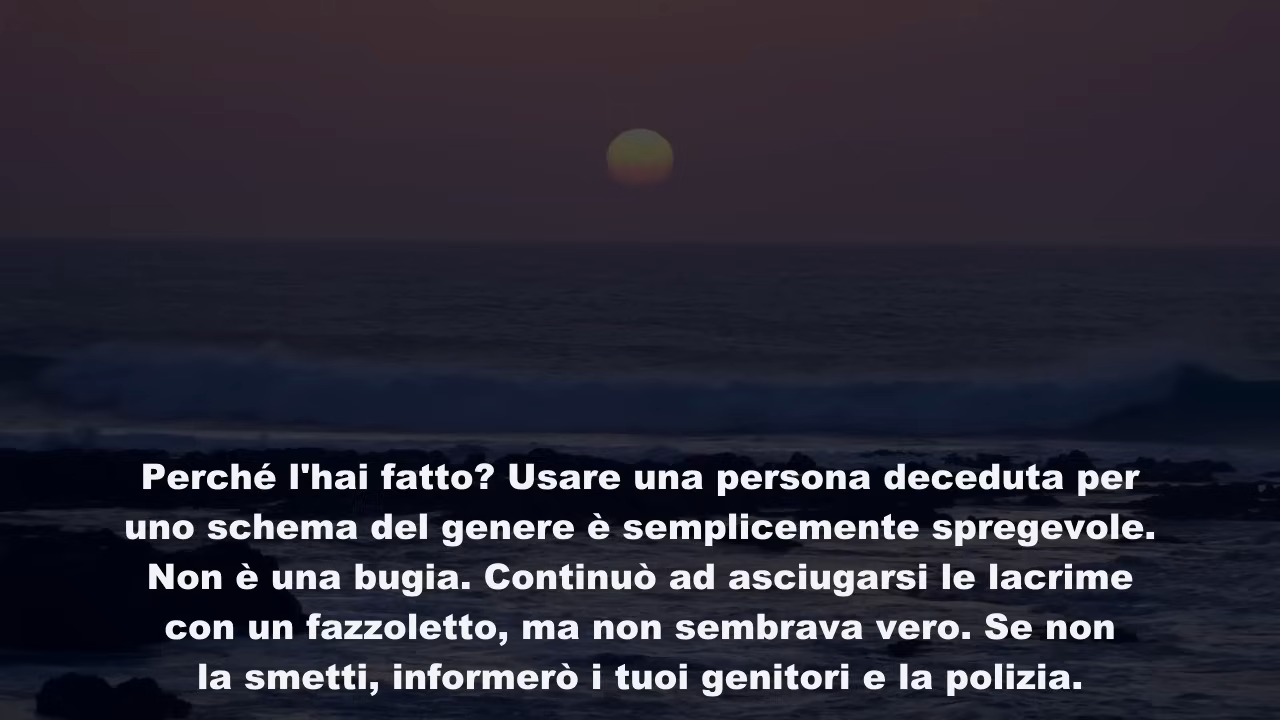 Perché l'hai fatto? Usare una persona deceduta per
uno schema del genere è semplicemente spregevole.
Non è una bugia. Continuò ad asciugarsi le lacrime
con un fazzoletto, ma non sembrava vero. Se non
la smetti, informerò i tuoi genitori e la polizia.